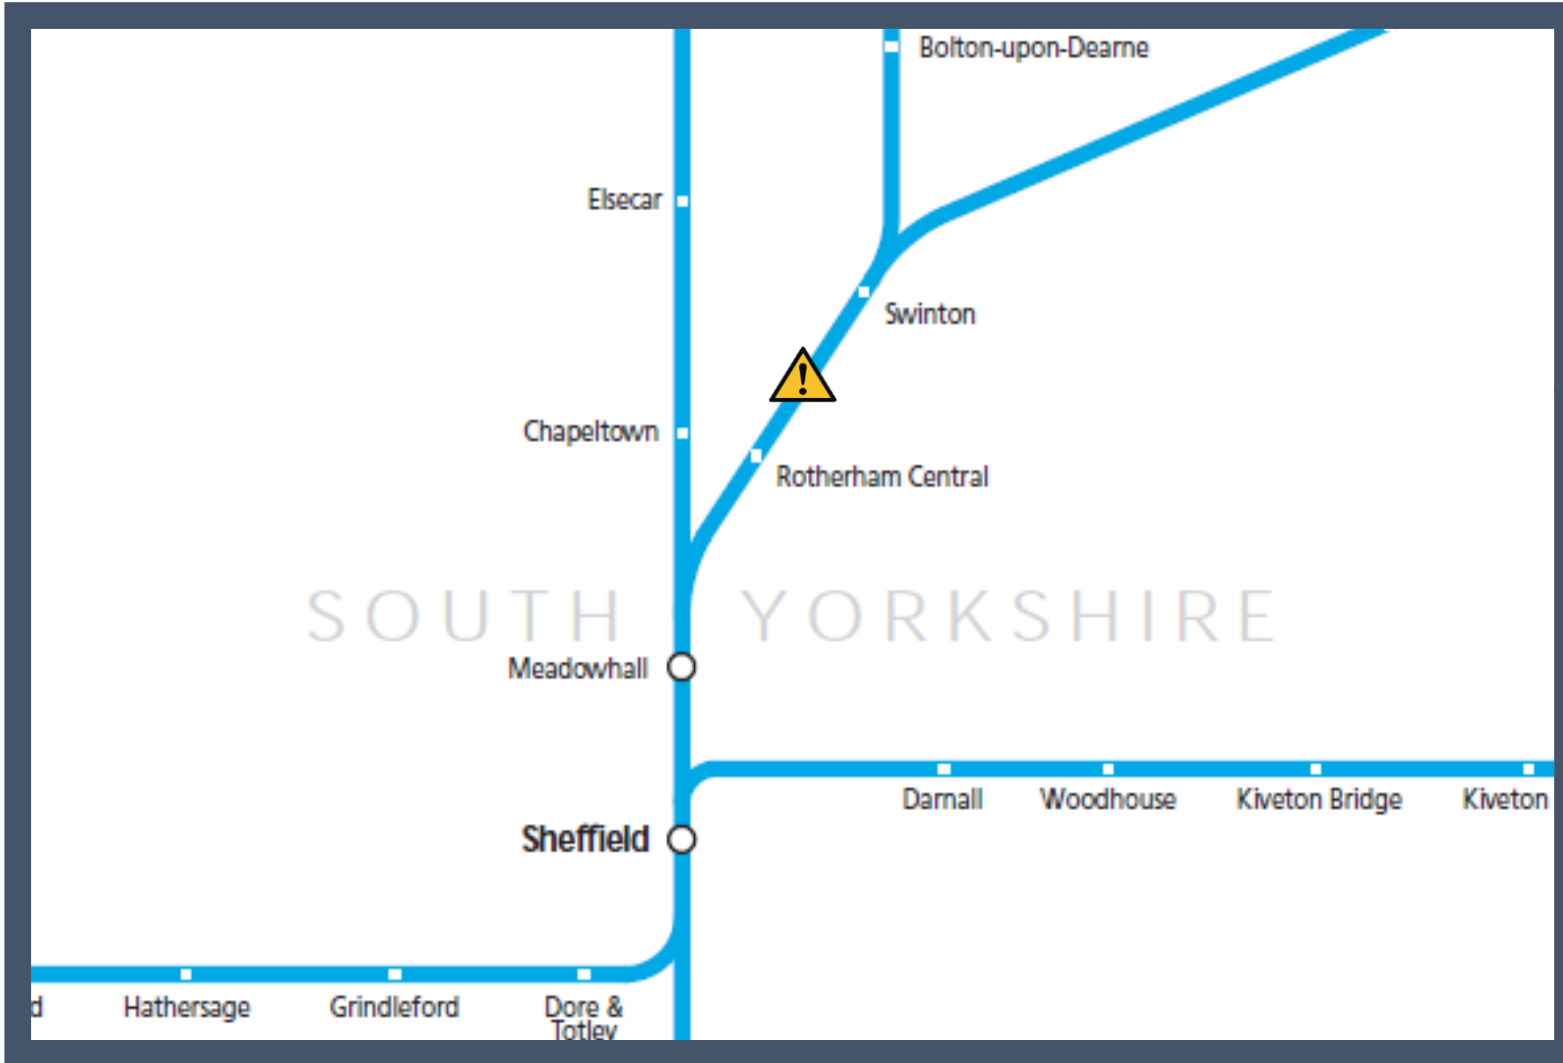 Bolton-upon-Dearne
Elsecar
Swinton
!
Chapeltown
Rotherham Central
SOUTH YORKSHIRE
Meadowhall
Darnall
Woodhouse
Kiveton Bridge
Kiveton
Sheffield
d
Hathersage
Grindleford
Dore &
Totley